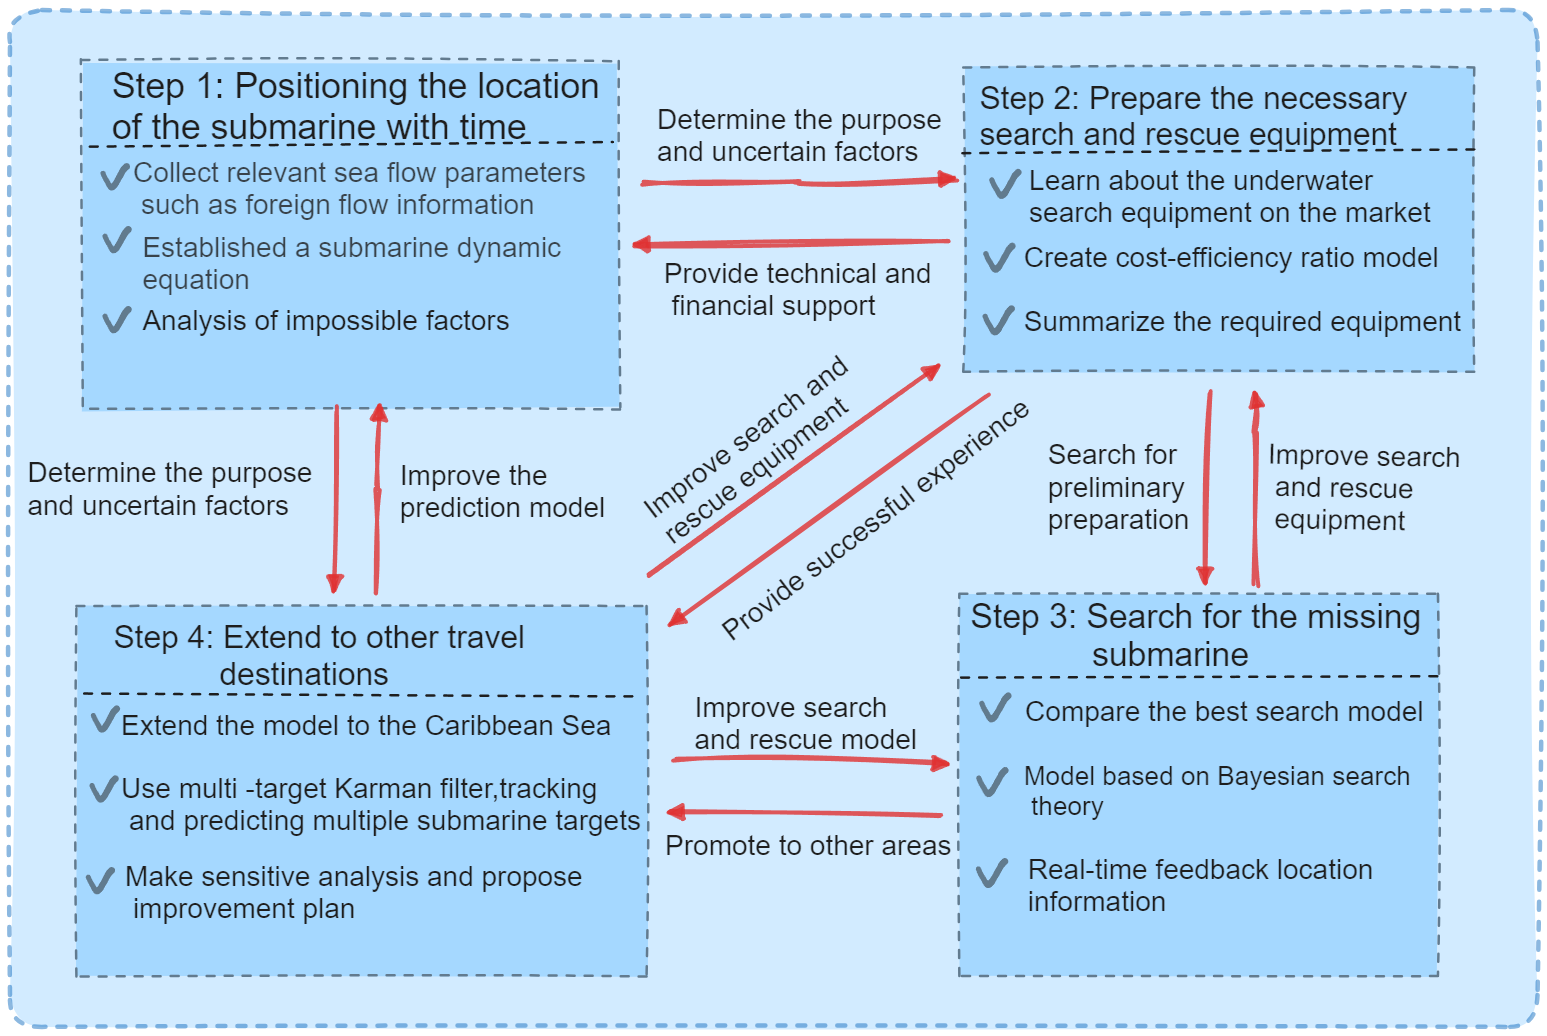 Step 1: Positioning the location
of the submarine with time
Collect relevant sea flow parameters
such as foreign flow information
Established a submarine dynamic
equation
Analysis of impossible factors
Determine the purpose
and uncertain factors
Provide technical and
financial support
Step 2: Prepare the necessary
search and rescue equipment
Learn about the underwater
search equipment on the market
Create cost-efficiency ratio model
Summarize the required equipment
Determine the purpose
and uncertain factors
Improve the
prediction model
Improve search and
rescue equipment
Provide successful experience
Search for
preliminary
preparation
Improve search
and rescue
equipment
Step 4: Extend to other travel
destinations
Extend the model to the Caribbean Sea
Use multi -target Karman filter,tracking
and predicting multiple submarine targets
Make sensitive analysis and propose
improvement plan
Improve search
and rescue model
Promote to other areas
Step 3: Search for the missing
submarine
Compare the best search model
Model based on Bayesian search
theory
Real-time feedback location
information